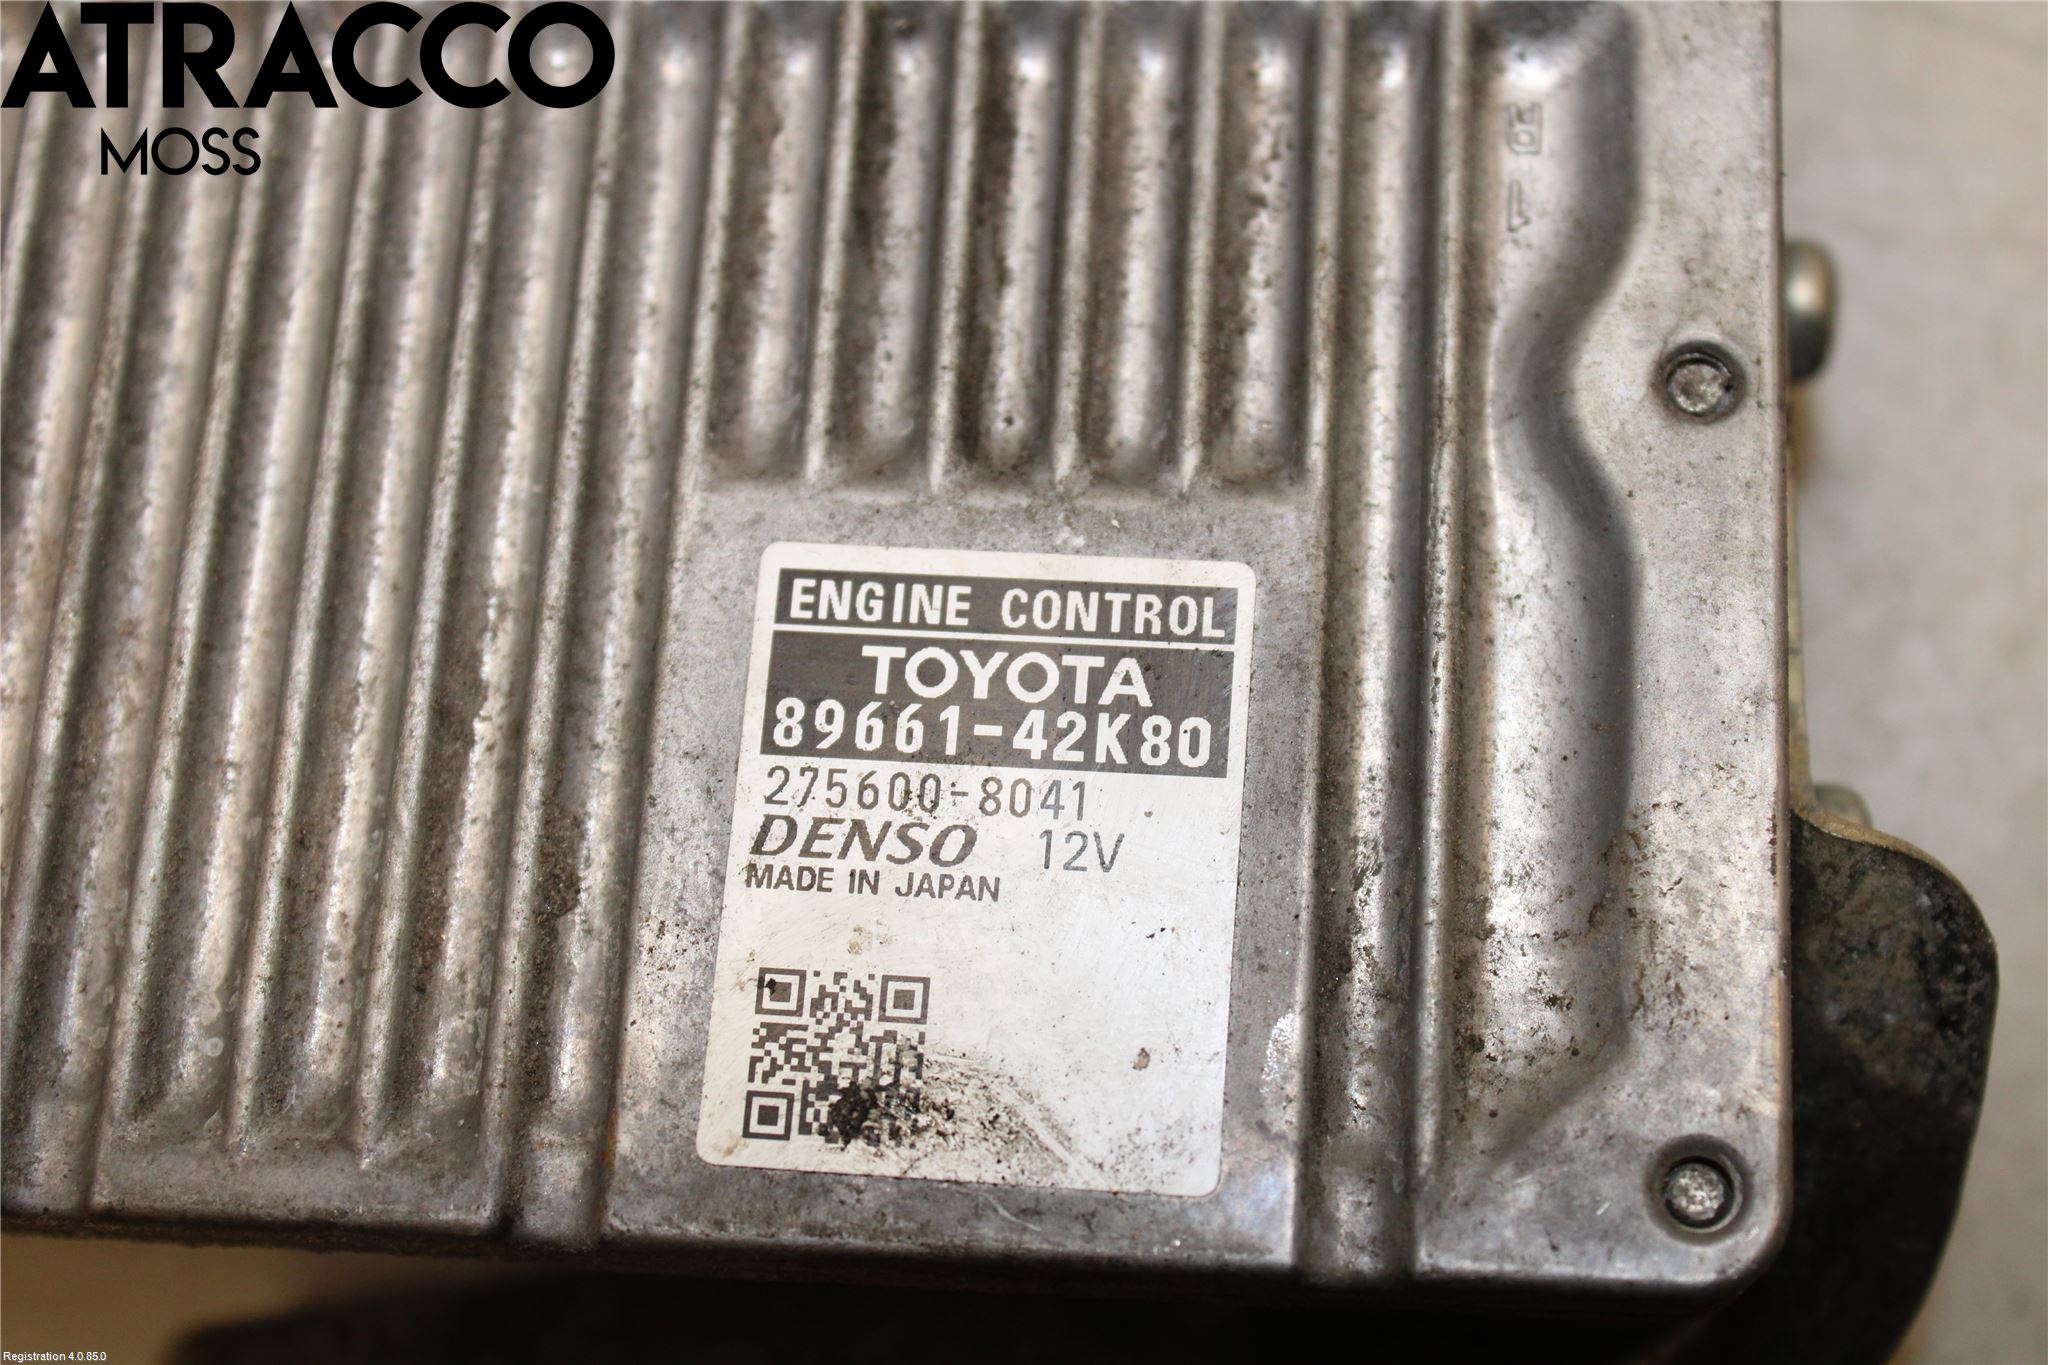 ATRACCO
MOSS
R
1
ENGINE CONTROL
TOYOTA
89661-42K80
275600-8041
DENSO 12V
MADE IN JAPAN
Registration 4.0.85.0